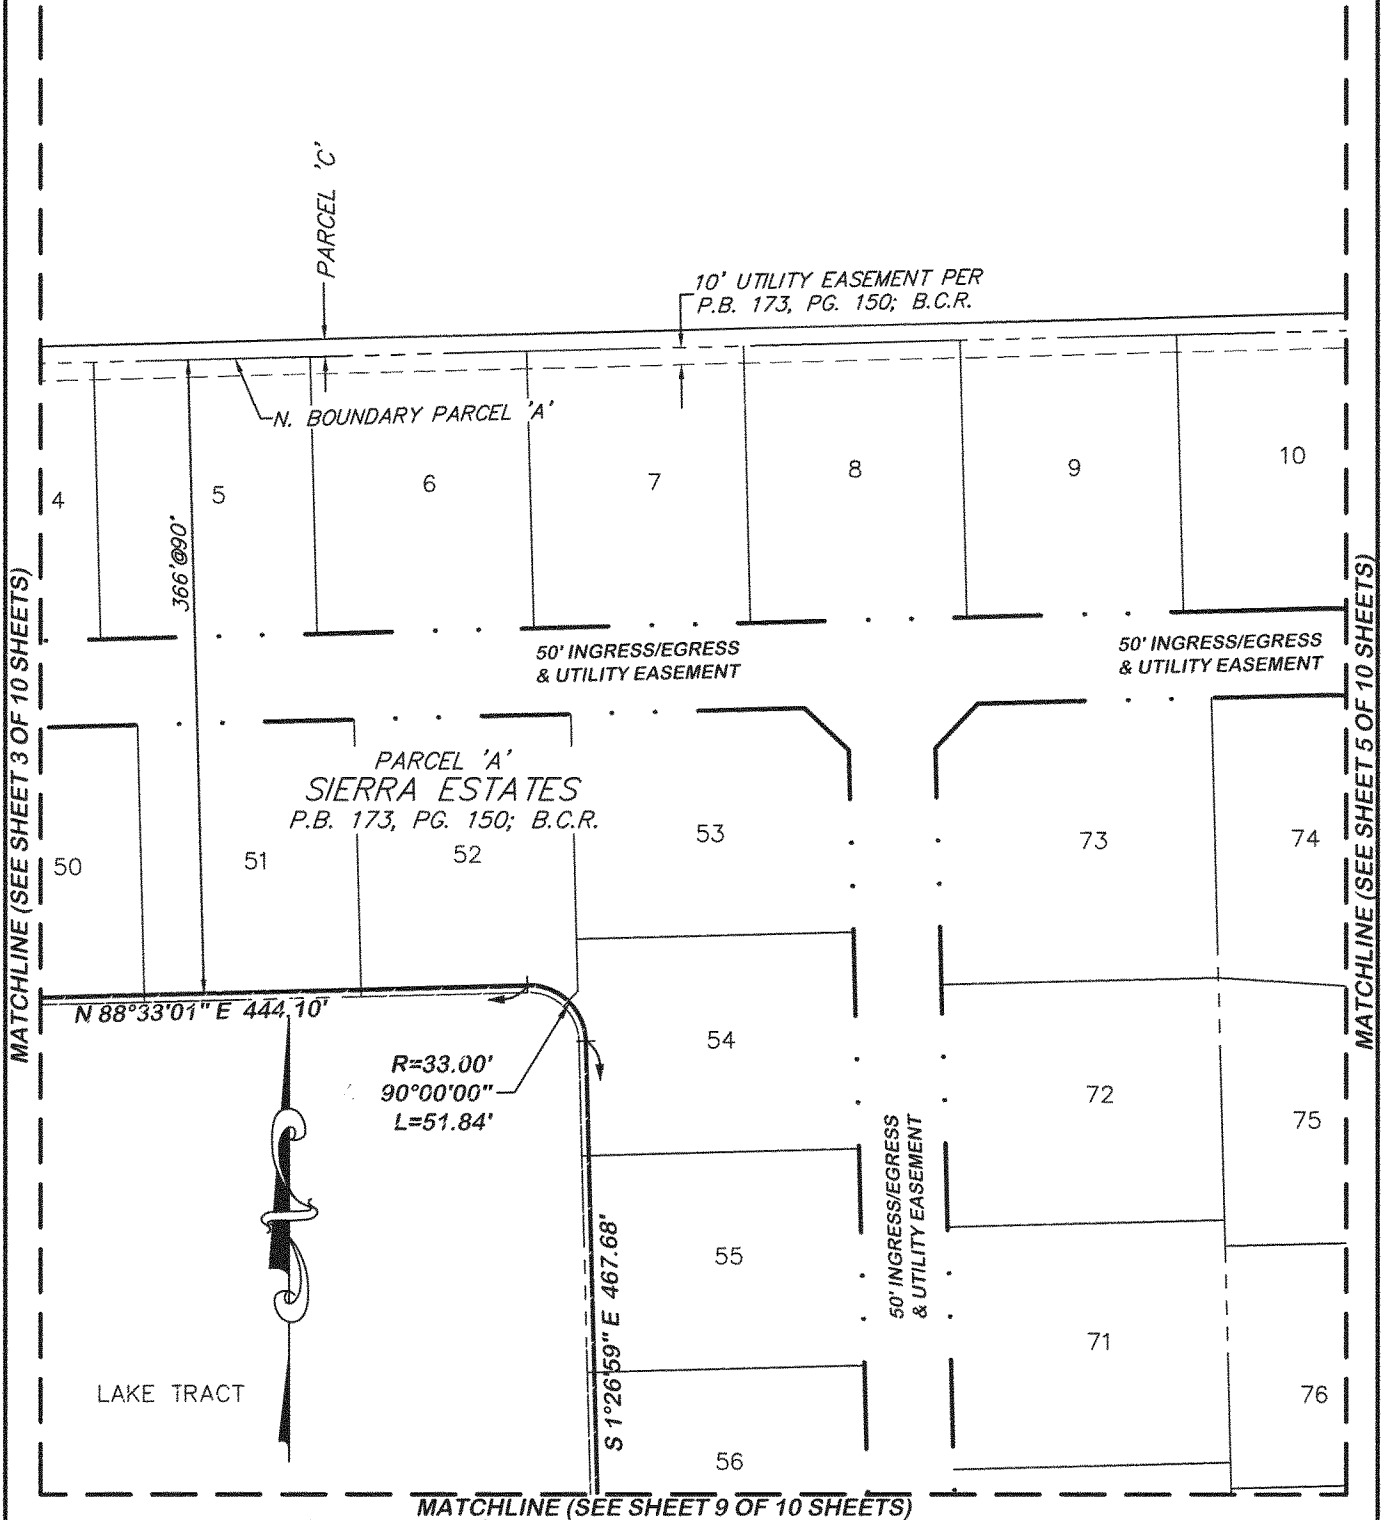 PARCEL 'C'
10' UTILITY EASEMENT PER
P.B. 173, PG. 150; B.C.R.
N. BOUNDARY PARCEL 'A'
4
5
6
7
8
9
10
366'@90°
MATCHLINE (SEE SHEET 3 OF 10 SHEETS)
MATCHLINE (SEE SHEET 5 OF 10 SHEETS)
50' INGRESS/EGRESS
& UTILITY EASEMENT
50' INGRESS/EGRESS
& UTILITY EASEMENT
PARCEL 'A'
SIERRA ESTATES
P.B. 173, PG. 150; B.C.R.
50
51
52
53
73
74
N 88°33'01" E 444.10'
R=33.00'
90°00'00"
L=51.84'
54
72
75
50' INGRESS/EGRESS
& UTILITY EASEMENT
S 1°26'59" E 467.68'
55
71
76
LAKE TRACT
56
MATCHLINE (SEE SHEET 9 OF 10 SHEETS)